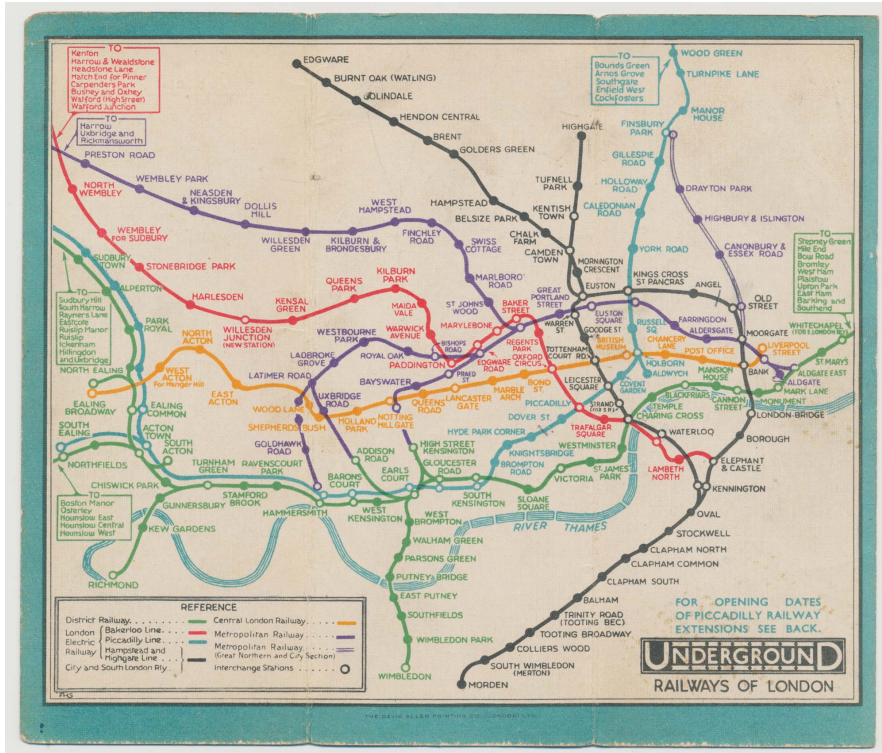 TO
Kenton
Harrow & Wealdstone
Headstone Lane
Hatch End for Pinner
Carpenders Park
Bushey and Oxhey
Watford (High Street)
Watford Junction
TO
Harrow
Uxbridge and
Rickmansworth
TO
Bounds Green
Arnos Grove
Southgate
Enfield West
Cockfosters
WOOD GREEN
TURNPIKE LANE
MANOR
HOUSE
FINSBURY
PARK
GILLESPIE
ROAD
HOLLOWAY
ROAD
CALEDONIAN
ROAD
YORK ROAD
EDGWARE
BURNT OAK (WATLING)
COLINDALE
HENDON CENTRAL
BRENT
GOLDERS GREEN
HAMPSTEAD
BELSIZE PARK
CHALK
FARM
CAMDEN
TOWN
HIGHGATE
TUFNELL
PARK
KENTISH
TOWN
MORNINGTON
CRESCENT
EUSTON
KINGS CROSS
ST PANCRAS
ANGEL
OLD
STREET
DRAYTON PARK
HIGHBURY & ISLINGTON
CANONBURY &
ESSEX ROAD
TO
Stepney Green
Mile End
Bow Road
Bromley
West Ham
Plaistow
Upton Park
East Ham
Barking and
Southend
PRESTON ROAD
WEMBLEY PARK
NEASDEN
& KINGSBURY
DOLLIS
HILL
WILLESDEN
GREEN
KILBURN &
BRONDESBURY
WEST
HAMPSTEAD
FINCHLEY
ROAD
SWISS
COTTAGE
MARLBORO'
ROAD
ST JOHNS
WOOD
NORTH
WEMBLEY
WEMBLEY
FOR SUDBURY
STONEBRIDGE PARK
HARLESDEN
WILLESDEN
JUNCTION
(NEW STATION)
KENSAL
GREEN
QUEENS
PARK
KILBURN PARK
MAIDA
VALE
WARWICK
AVENUE
PADDINGTON
BISHOPS
ROAD
EDGWARE
ROAD
PRAED
ST.
MARYLEBONE
BAKER
STREET
GREAT
PORTLAND
STREET
REGENTS
PARK
OXFORD
CIRCUS
WARREN
ST.
EUSTON
SQUARE
GOODGE ST.
TOTTENHAM
COURT RD.
RUSSELL
SQ
BRITISH
MUSEUM
FARRINGDON
ALDERSGATE
MOORGATE
CHANCERY
LANE
POST OFFICE
BANK
LIVERPOOL
STREET
WHITECHAPEL
(FOR E. LONDON RLY)
ST MARY'S
ALDGATE EAST
ALDGATE
MARK LANE
MONUMENT
CANNON
STREET
MANSION
HOUSE
BLACKFRIARS
TEMPLE
CHARING CROSS
HOLBORN
ALDWYCH
COVENT
GARDEN
LEICESTER
SQUARE
STRAND
TRAFALGAR
SQUARE
PICCADILLY
DOVER ST.
HYDE PARK CORNER
KNIGHTSBRIDGE
BROMPTON
ROAD
LONDON BRIDGE
BOROUGH
ELEPHANT
& CASTLE
KENNINGTON
WATERLOO
LAMBETH
NORTH
OVAL
STOCKWELL
CLAPHAM NORTH
CLAPHAM COMMON
CLAPHAM SOUTH
BALHAM
TRINITY ROAD
(TOOTING BEC)
TOOTING BROADWAY
COLLIERS WOOD
SOUTH WIMBLEDON
(MERTON)
MORDEN
SUDBURY
TOWN
ALPERTON
PARK
ROYAL
TO
Sudbury Hill
South Harrow
Rayners Lane
Eastcote
Ruislip Manor
Ruislip
Ickenham
Hillingdon
and Uxbridge
NORTH EALING
EALING
BROADWAY
SOUTH
EALING
NORTHFIELDS
TO
Boston Manor
Osterley
Hounslow East
Hounslow Central
Hounslow West
NORTH
ACTON
WEST
ACTON
For Hanger Hill
EAST
ACTON
WOOD LANE
SHEPHERDS BUSH
HOLLAND
PARK
NOTTING
HILL GATE
QUEENS
ROAD
LANCASTER
GATE
MARBLE
ARCH
BOND
ST.
WESTBOURNE
PARK
ROYAL OAK
LADBROKE
GROVE
LATIMER ROAD
UXBRIDGE
ROAD
GOLDHAWK
ROAD
BAYSWATER
EALING
COMMON
ACTON
TOWN
SOUTH
ACTON
CHISWICK PARK
TURNHAM
GREEN
GUNNERSBURY
KEW GARDENS
RICHMOND
STAMFORD
BROOK
RAVENSCOURT
PARK
HAMMERSMITH
BARONS
COURT
ADDISON
ROAD
WEST
KENSINGTON
EARLS
COURT
HIGH STREET
KENSINGTON
GLOUCESTER
ROAD
SOUTH
KENSINGTON
SLOANE
SQUARE
VICTORIA
ST. JAMES
PARK
WESTMINSTER
RIVER THAMES
WEST
BROMPTON
WALHAM GREEN
PARSONS GREEN
PUTNEY BRIDGE
EAST PUTNEY
SOUTHFIELDS
WIMBLEDON PARK
WIMBLEDON
REFERENCE
District Railway
London Electric Railway
Bakerloo Line
Piccadilly Line
Hampstead and
Highgate Line
City and South London Rly.
Central London Railway
Metropolitan Railway
Metropolitan Railway
(Great Northern and City Section)
Interchange Stations
FOR OPENING DATES
OF PICCADILLY RAILWAY
EXTENSIONS SEE BACK.
UNDERGROUND
RAILWAYS OF LONDON